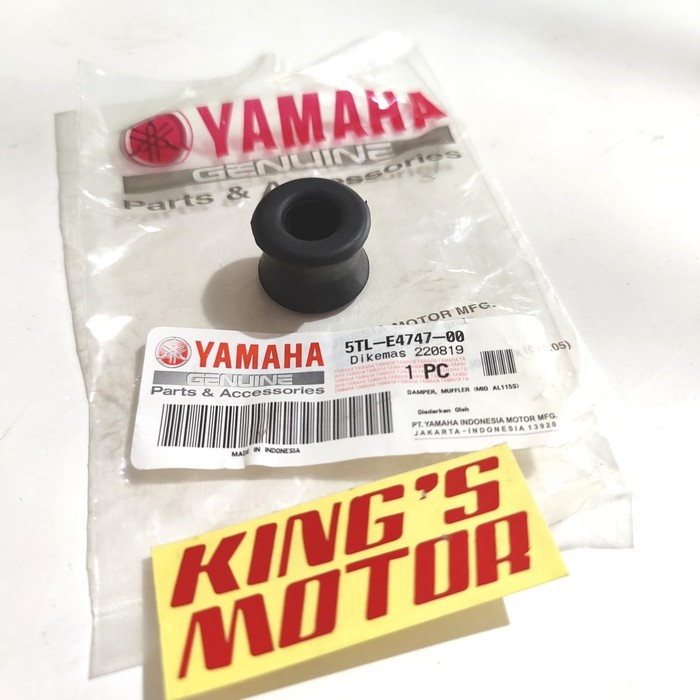 YAMAHA
GENUINE
Parts & Accessories
MOTOR MFG.
YAMAHA
GENUINE
Parts & Accessories
5TL-E4747-00
Dikemas 220819
1 PC
DAMPER, MUFFLER (MIO AL115S)
Diedarkan Oleh
PT. YAMAHA INDONESIA MOTOR MFG.
JAKARTA-INDONESIA 13920
MADE IN INDONESIA
KING'S
MOTOR